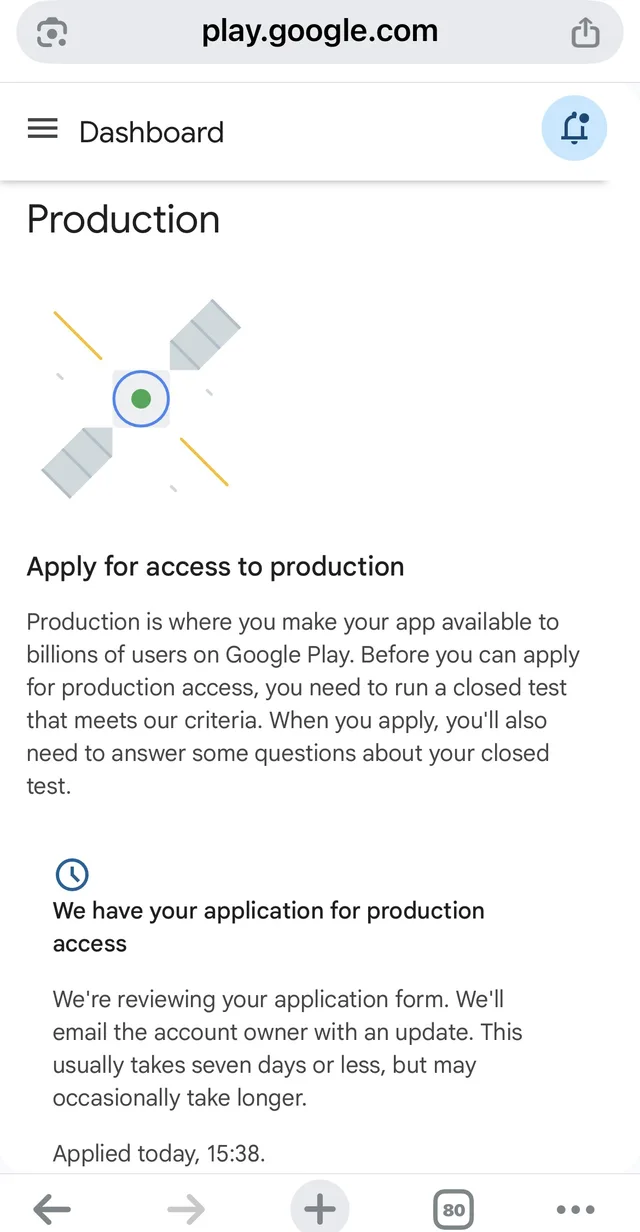 play.google.com
Dashboard
Production
Apply for access to production
Production is where you make your app available to
billions of users on Google Play. Before you can apply
for production access, you need to run a closed test
that meets our criteria. When you apply, you'll also
need to answer some questions about your closed
test.
We have your application for production
access
We're reviewing your application form. We'll
email the account owner with an update. This
usually takes seven days or less, but may
occasionally take longer.
Applied today, 15:38.
80